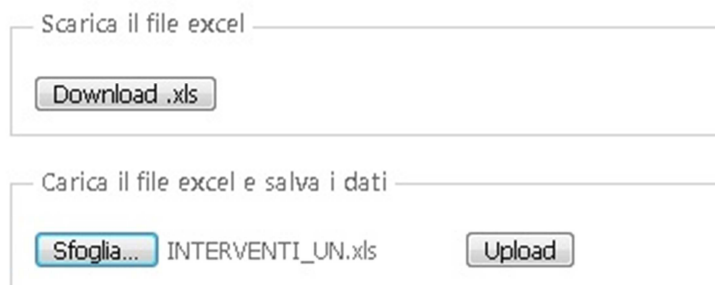 Scarica il file excel
Download .xls
Carica il file excel e salva i dati
Sfoglia... INTERVENTI_UN.xls Upload